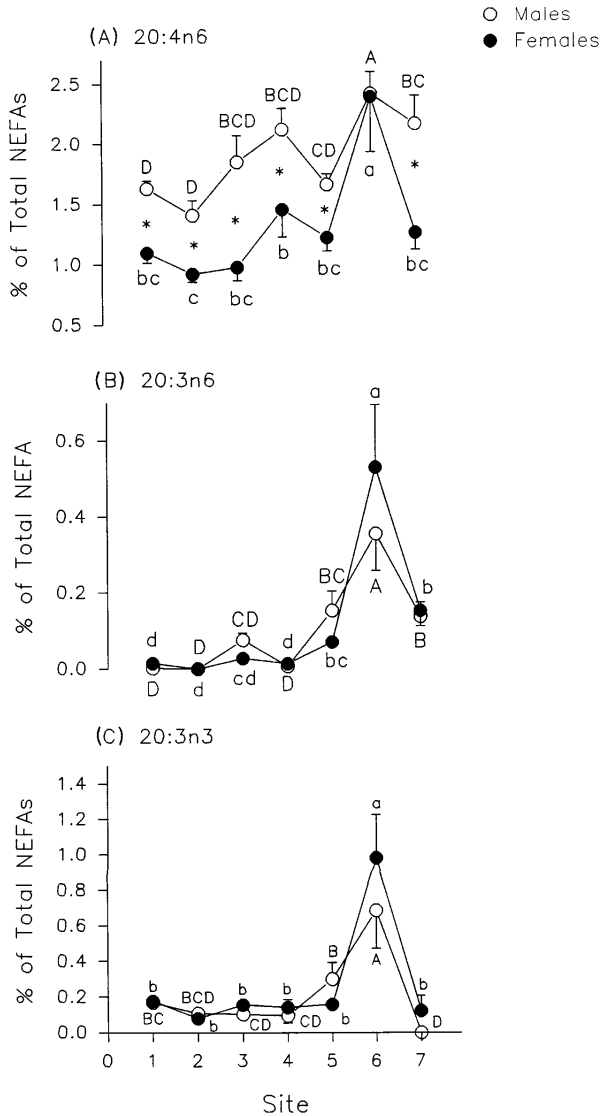 Males
Females
(A) 20:4n6
% of Total NEFAs
2.5
2.0
1.5
1.0
0.5
D D BCD BCD CD A BC
* * * * * *
bc c bc b bc a bc
(B) 20:3n6
% of Total NEFA
0.6
0.4
0.2
0.0
d D CD d BC a b
D d cd D bc A B
(C) 20:3n3
% of Total NEFAs
1.4
1.2
1.0
0.8
0.6
0.4
0.2
0.0
b BCD b b B a b
BC b CD CD b A D
0 1 2 3 4 5 6 7
Site